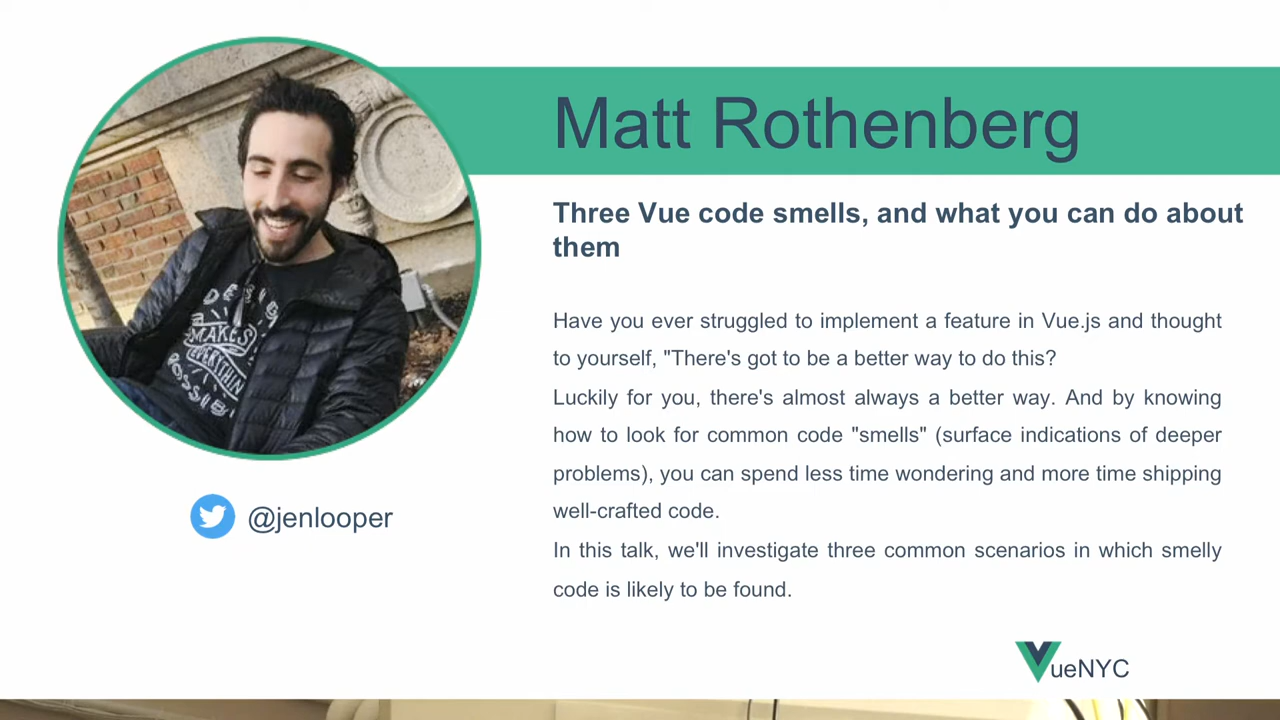 Matt Rothenberg
Three Vue code smells, and what you can do about
them
Have you ever struggled to implement a feature in Vue.js and thought
to yourself, "There's got to be a better way to do this?
Luckily for you, there's almost always a better way. And by knowing
how to look for common code "smells" (surface indications of deeper
problems), you can spend less time wondering and more time shipping
well-crafted code.
In this talk, we'll investigate three common scenarios in which smelly
code is likely to be found.
DESIGN
MAKES
EVERYTHING
POSSIBLE
@jenlooper
VueNYC